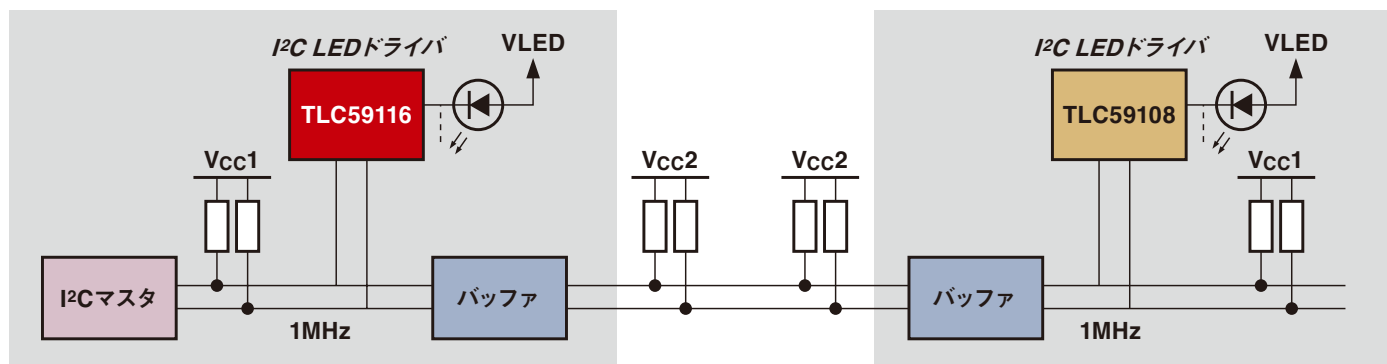 I²C LEDドライバ
VLED
TLC59116
VCC1
I²Cマスタ
1MHz
バッファ
VCC2
VCC2
I²C LEDドライバ
VLED
TLC59108
VCC1
バッファ
1MHz